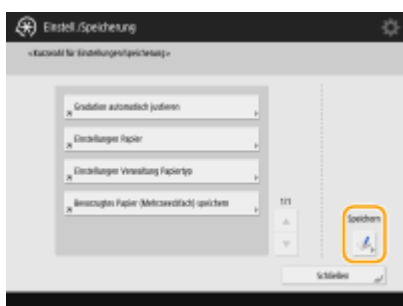 Einstell./Speicherung
<Kurzwahl für Einstellungen/Speicherung>
Gradation automatisch justieren
Einstellungen Papier
Einstellungen Verwaltung Papiertyp
Bevorzugtes Papier (Mehrzweckfach) speichern
1/1
Speichern
Schließen